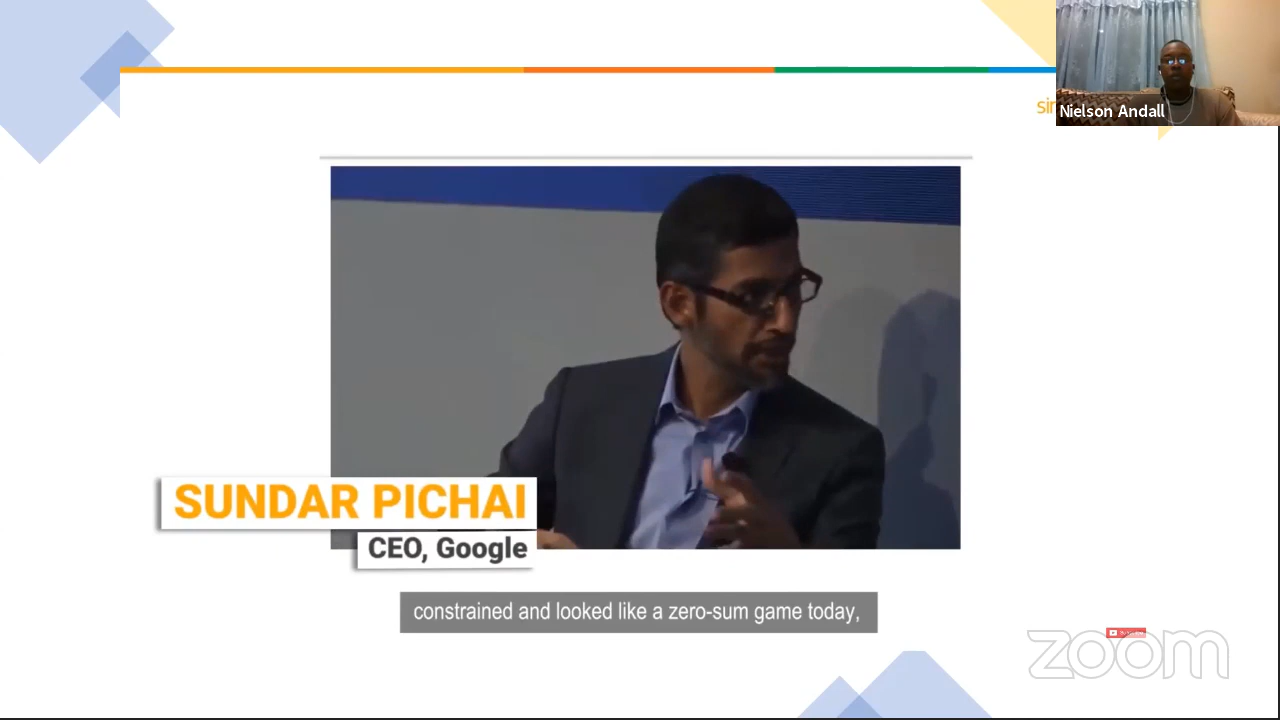 Nielson Andall
SUNDAR PICHAI
CEO, Google
constrained and looked like a zero-sum game today,
zoom